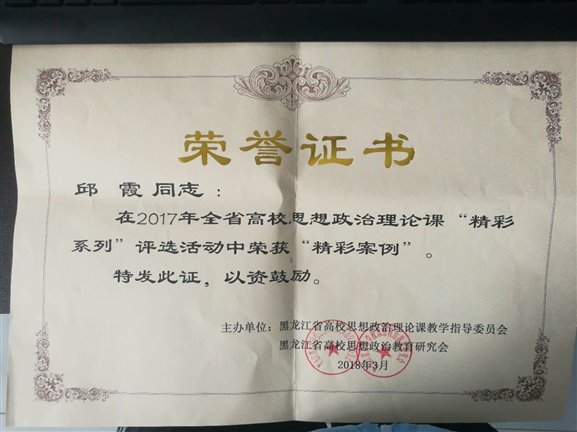 荣誉证书
邱 霞 同志：
在2017年全省高校思想政治理论课“精彩
系列”评选活动中荣获“精彩案例”。
特发此证，以资鼓励。
主办单位：黑龙江省高校思想政治理论课教学指导委员会
黑龙江省高校思想政治教育研究会
2018年3月